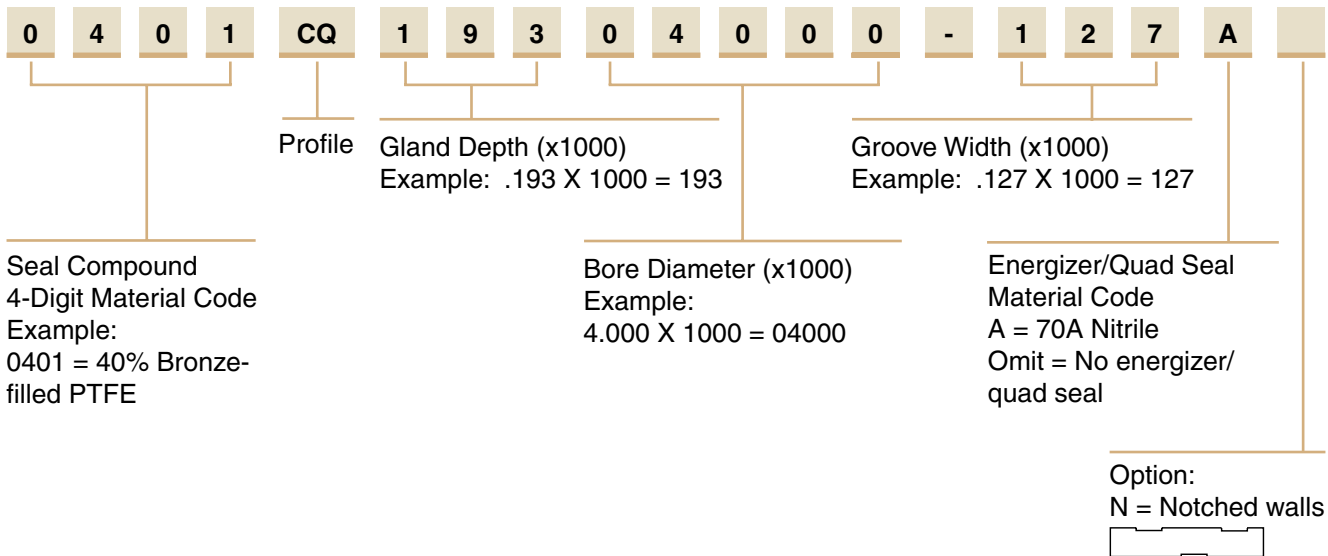 0 4 0 1 CQ 1 9 3 0 4 0 0 0 - 1 2 7 A
Profile
Gland Depth (x1000)
Example: .193 X 1000 = 193
Groove Width (x1000)
Example: .127 X 1000 = 127
Seal Compound
4-Digit Material Code
Example:
0401 = 40% Bronze-
filled PTFE
Bore Diameter (x1000)
Example:
4.000 X 1000 = 04000
Energizer/Quad Seal
Material Code
A = 70A Nitrile
Omit = No energizer/
quad seal
Option:
N = Notched walls